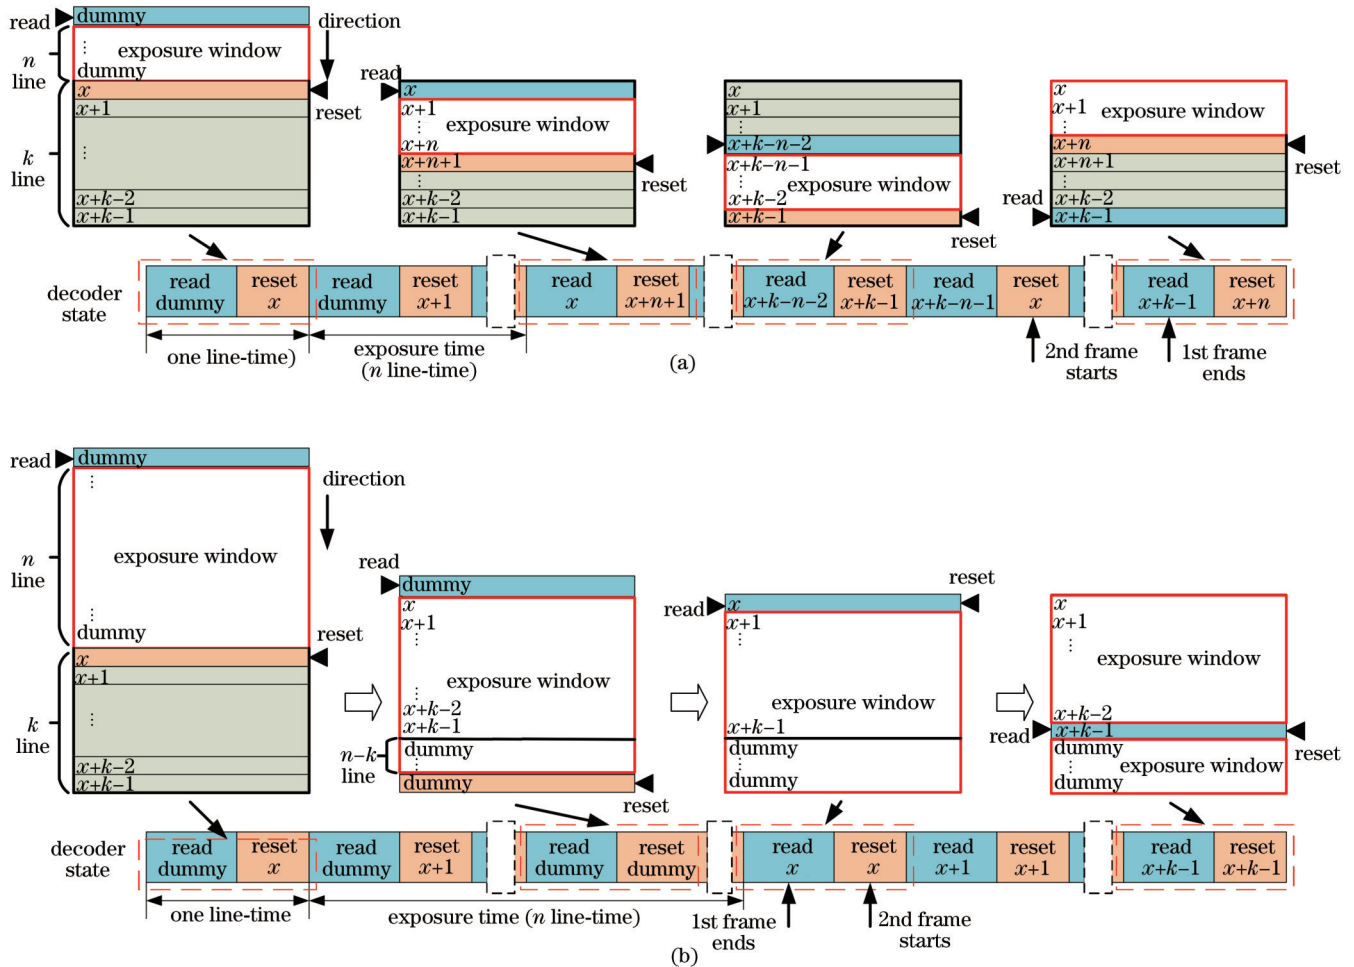 read
dummy
direction
n
line
⋮
exposure window
dummy
x
reset
x+1
k
line
⋮
x+k−2
x+k−1
read
x
x+1
⋮
exposure window
x+n
x+n+1
reset
⋮
x+k−2
x+k−1
x
x+1
⋮
x+k−n−2
x+k−n−1
⋮
exposure window
x+k−2
x+k−1
reset
x
x+1
exposure window
⋮
x+n
reset
x+n+1
⋮
x+k−2
read
x+k−1
decoder
state
read
dummy
reset
x
read
dummy
reset
x+1
read
x
reset
x+n+1
read
x+k−n−2
reset
x+k−1
read
x+k−n−1
reset
x
read
x+k−1
reset
x+n
one line-time)
exposure time
(n line-time)
2nd frame
starts
1st frame
ends
(a)
read
dummy
direction
n
line
⋮
exposure window
⋮
dummy
reset
x
x+1
k
line
⋮
x+k−2
x+k−1
read
dummy
x
x+1
⋮
exposure window
⋮
x+k−2
x+k−1
n−k
line
dummy
⋮
dummy
reset
reset
read
x
x+1
⋮
exposure window
x+k−1
dummy
⋮
dummy
x
x+1
⋮
exposure window
x+k−2
read
x+k−1
reset
dummy
⋮
exposure window
dummy
decoder
state
read
dummy
reset
x
read
dummy
reset
x+1
read
dummy
reset
dummy
read
x
reset
x
read
x+1
reset
x+1
read
x+k−1
reset
x+k−1
one line-time
exposure time (n line-time)
1st frame
ends
2nd frame
starts
(b)